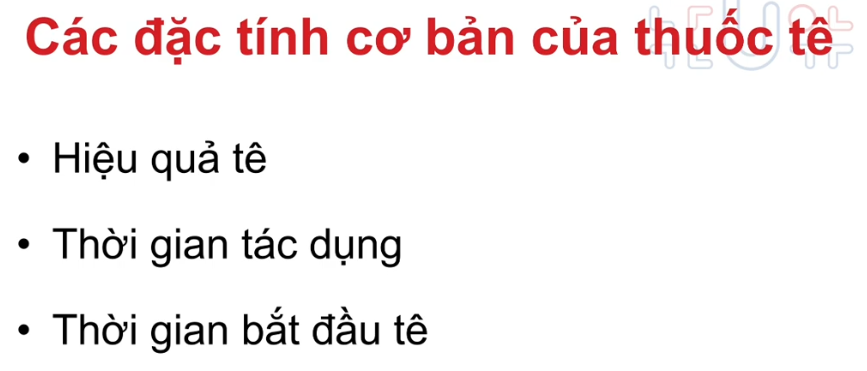 Các đặc tính cơ bản của thuốc tê
• Hiệu quả tê
• Thời gian tác dụng
• Thời gian bắt đầu tê